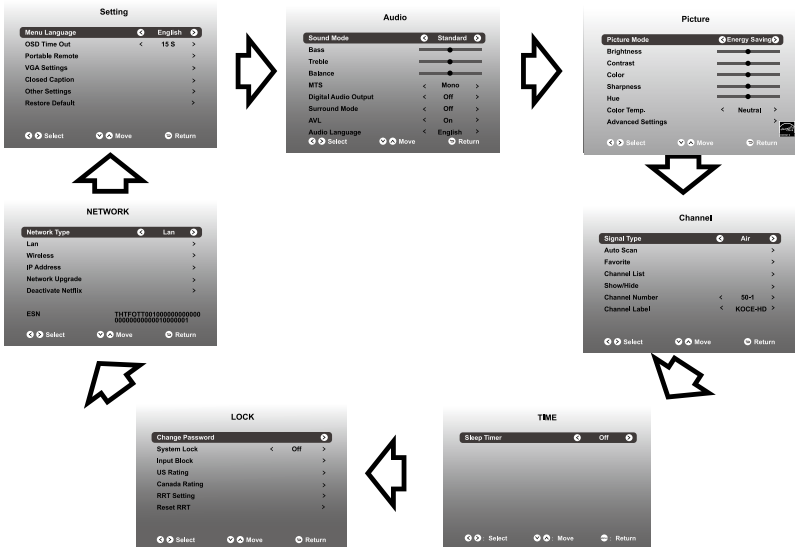 Setting
Menu Language English
OSD Time Out < 15 S >
Portable Remote >
VGA Settings >
Closed Caption >
Other Settings >
Restore Default >
Select Move Return
Audio
Sound Mode Standard
Bass
Treble
Balance
MTS < Mono >
Digital Audio Output < Off >
Surround Mode < Off >
AVL < On >
Audio Language < English >
Select Move Return
Picture
Picture Mode Energy Saving
Brightness
Contrast
Color
Sharpness
Hue
Color Temp. < Neutral >
Advanced Settings >
Select Move Return
Channel
Signal Type Air
Auto Scan >
Favorite >
Channel List >
Show/Hide >
Channel Number < 50-1 >
Channel Label < KOCE-HD >
Select Move Return
TIME
Sleep Timer Off
: Select : Move : Return
LOCK
Change Password
System Lock < Off >
Input Block >
US Rating >
Canada Rating >
RRT Setting >
Reset RRT >
Select Move Return
NETWORK
Network Type Lan
Lan >
Wireless >
IP Address >
Network Upgrade >
Deactivate Netflix >
ESN THTFOTT001000000000000
00000000000010000001
Select Move Return